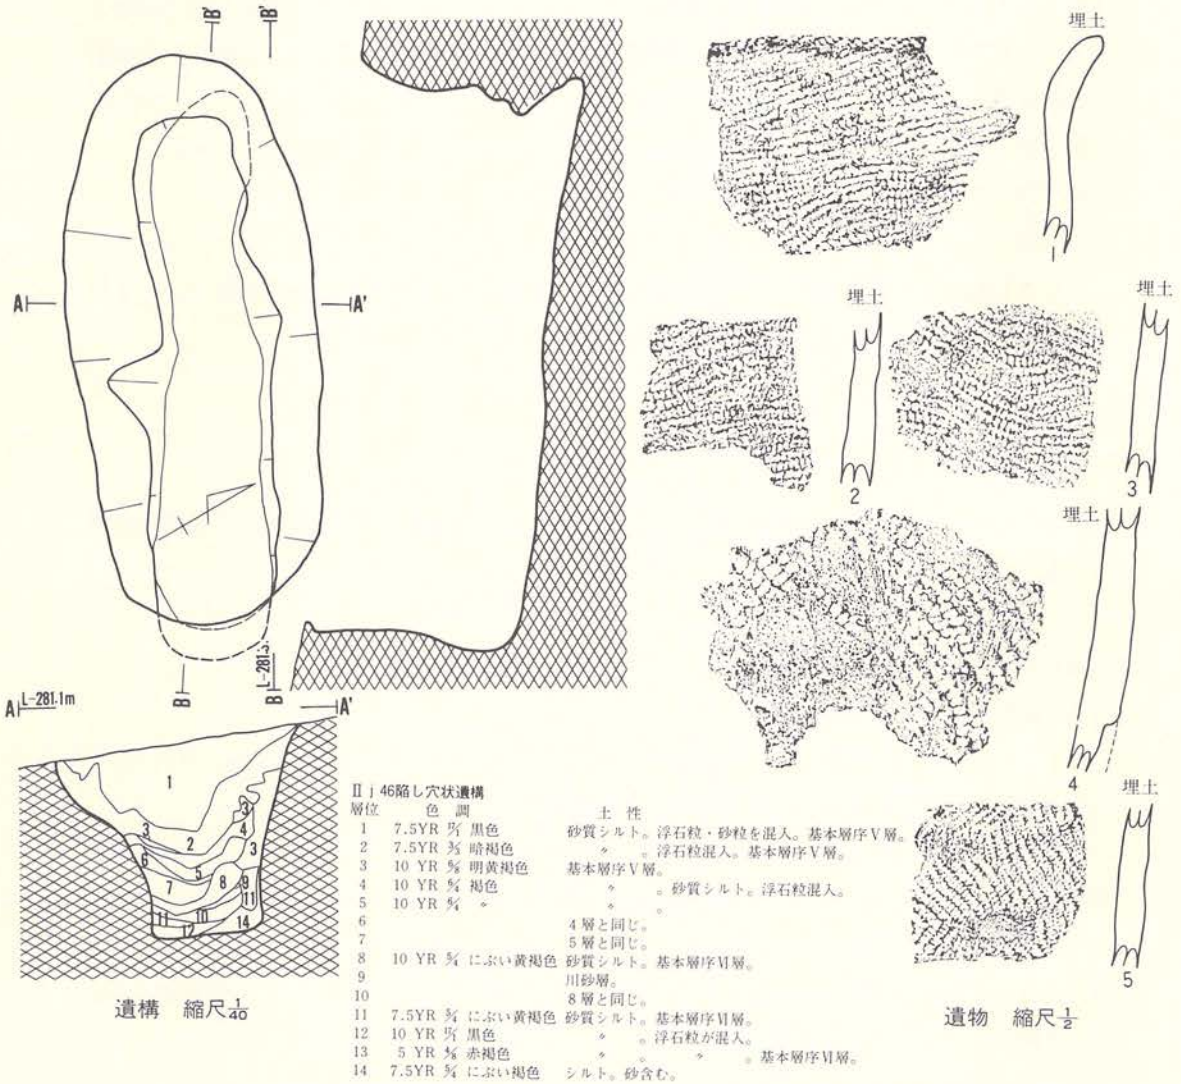 B'
B'
埋土
1
A
A'
埋土
2
埋土
3
L-281.
B
B
埋土
4
A
L-281.1m
A'
1
3
2
3
4
3
6
5
7
8
9
11
11
10
12
14
遺構 縮尺1/40
Ⅱj46陥し穴状遺構
層位 色調 土性
1 7.5YR 黒色 砂質シルト。浮石粒・砂粒を混入。基本層序Ⅴ層。
2 7.5YR 暗褐色 〃 。浮石粒混入。基本層序Ⅴ層。
3 10 YR 明黄褐色 基本層序Ⅴ層。
4 10 YR 褐色 〃 。砂質シルト。浮石粒混入。
5 10 YR 〃 〃 。
6 4層と同じ。
7 5層と同じ。
8 10 YR にぶい黄褐色 砂質シルト。基本層序Ⅵ層。
9 川砂層。
10 8層と同じ。
11 7.5YR にぶい黄褐色 砂質シルト。基本層序Ⅵ層。
12 10 YR 黒色 〃 。浮石粒が混入。
13 5 YR 赤褐色 〃 。 〃 。基本層序Ⅵ層。
14 7.5YR にぶい褐色 シルト。砂含む。
埋土
5
遺物 縮尺1/2